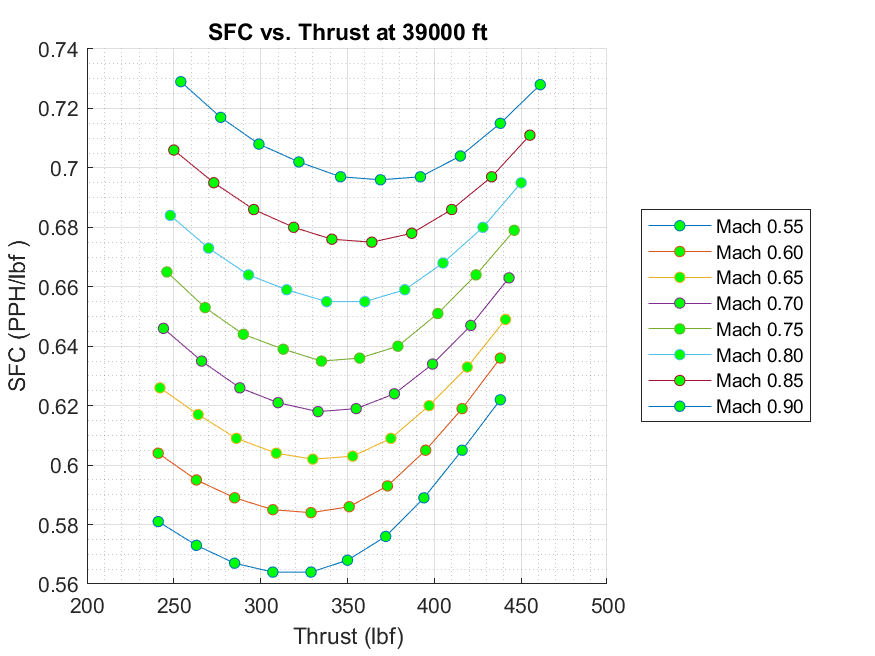 SFC vs. Thrust at 39000 ft
0.74
0.72
0.7
0.68
0.66
0.64
0.62
0.6
0.58
0.56
SFC (PPH/lbf )
200 250 300 350 400 450 500
Thrust (lbf)
Mach 0.55
Mach 0.60
Mach 0.65
Mach 0.70
Mach 0.75
Mach 0.80
Mach 0.85
Mach 0.90